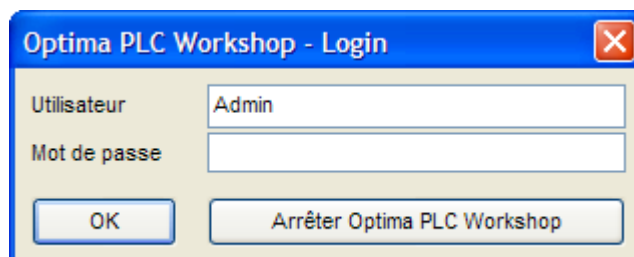 Optima PLC Workshop - Login
Utilisateur Admin
Mot de passe
OK Arrêter Optima PLC Workshop